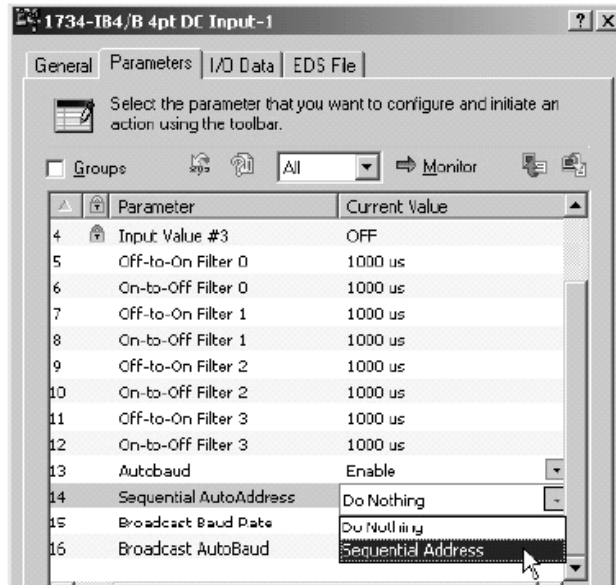 1734-IB4/B 4pt DC Input-1 ? X
General Parameters I/O Data EDS File
Select the parameter that you want to configure and initiate an
action using the toolbar.
Groups All Monitor
Parameter Current Value
4 Input Value #3 OFF
5 Off-to-On Filter 0 1000 us
6 On-to-Off Filter 0 1000 us
7 Off-to-On Filter 1 1000 us
8 On-to-Off Filter 1 1000 us
9 Off-to-On Filter 2 1000 us
10 On-to-Off Filter 2 1000 us
11 Off-to-On Filter 3 1000 us
12 On-to-Off Filter 3 1000 us
13 Autobaud Enable
14 Sequential AutoAddress Do Nothing
15 Broadcast Baud Rate Do Nothing
16 Broadcast AutoBaud Sequential Address